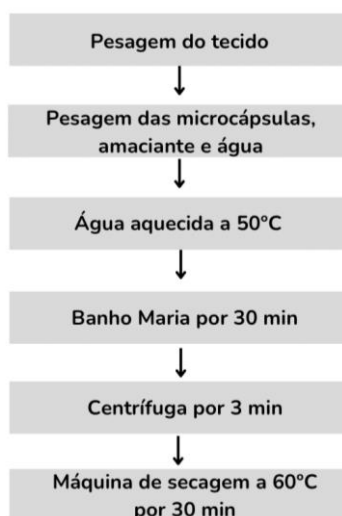 Pesagem do tecido
Pesagem das microcápsulas,
amaciante e água
Água aquecida a 50°C
Banho Maria por 30 min
Centrífuga por 3 min
Máquina de secagem a 60°C
por 30 min